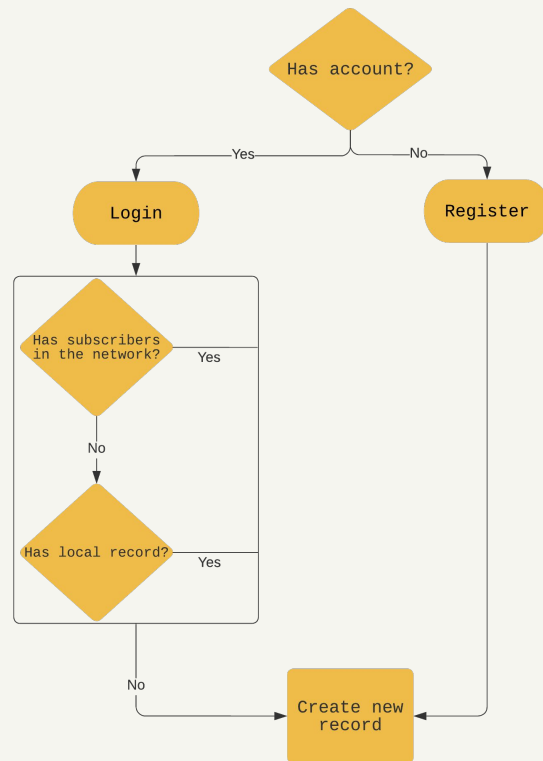 Has account?
Yes
No
Login
Register
Has subscribers
in the network?
Yes
No
Has local record?
Yes
No
Create new
record